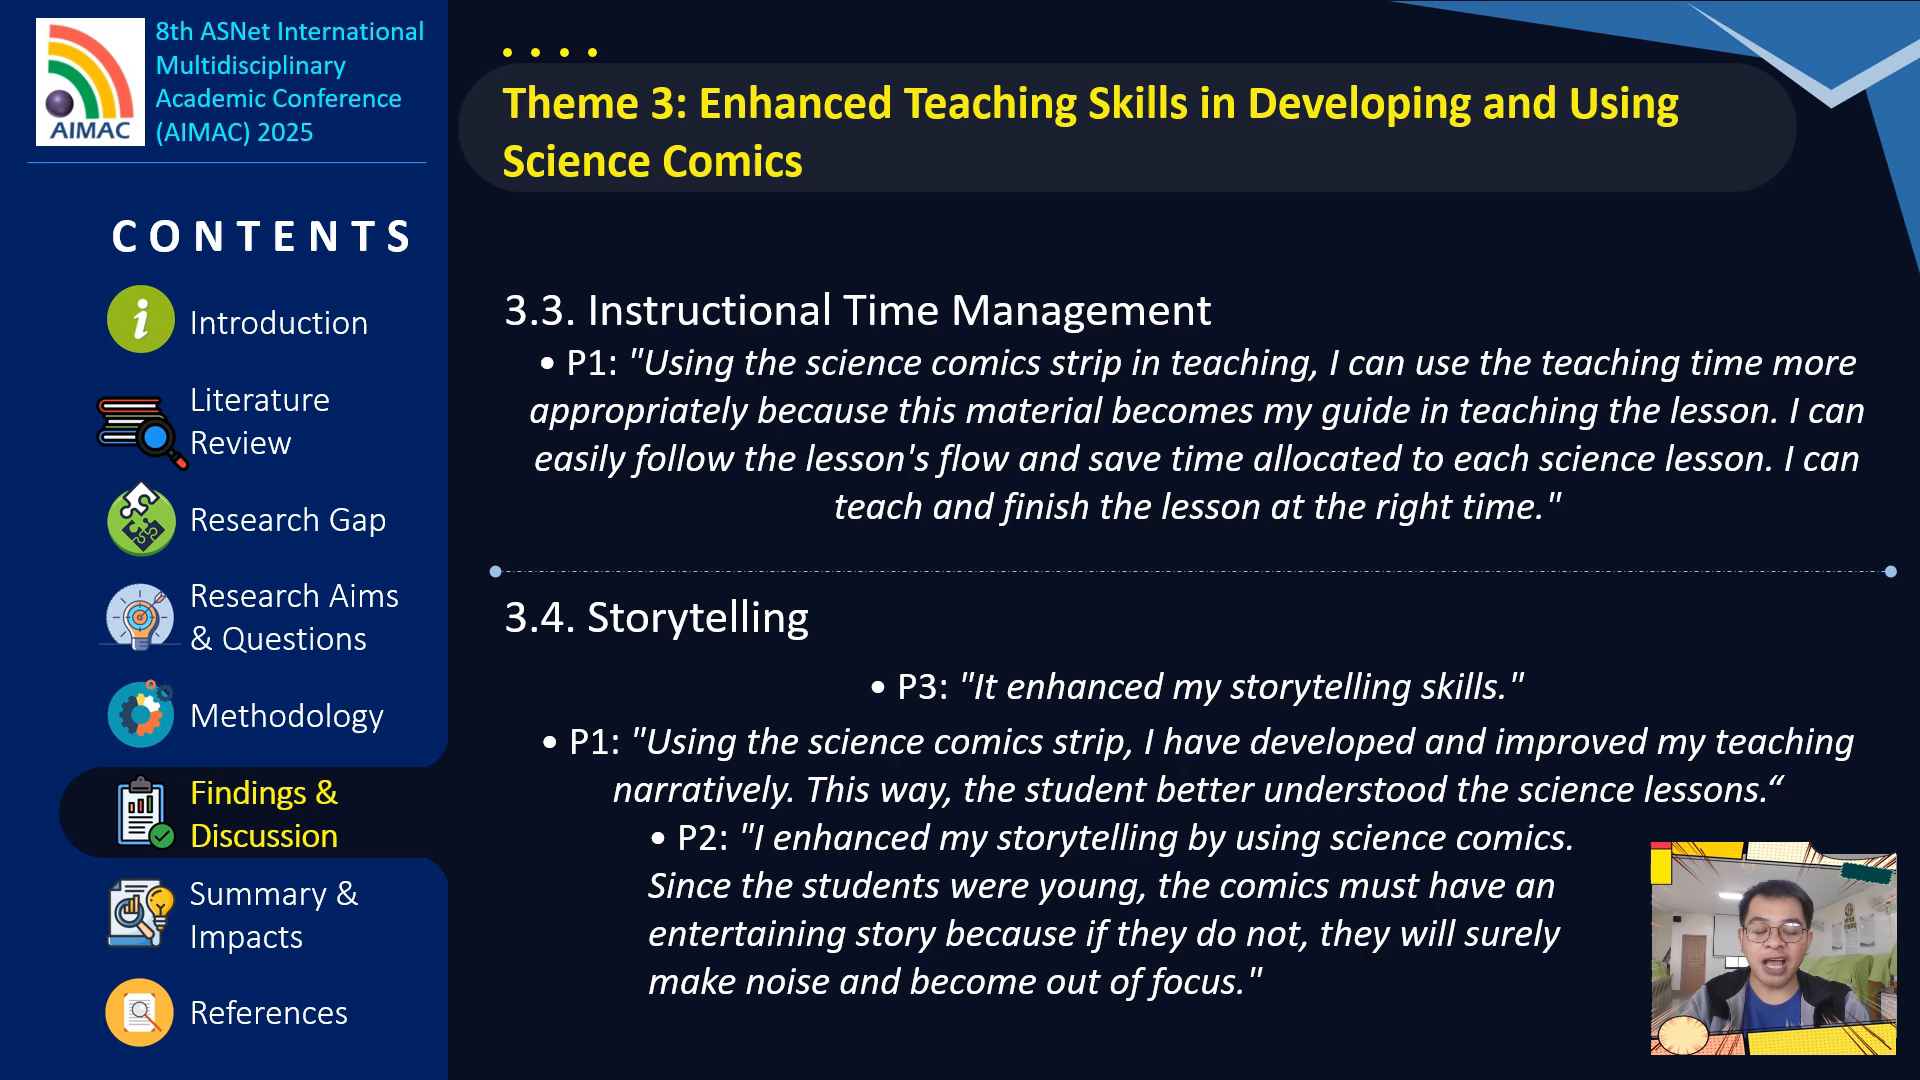 8th ASNet International
Multidisciplinary
Academic Conference
(AIMAC) 2025
AIMAC
CONTENTS
Introduction
Literature
Review
Research Gap
Research Aims
& Questions
Methodology
Findings &
Discussion
Summary &
Impacts
References
Theme 3: Enhanced Teaching Skills in Developing and Using
Science Comics
3.3. Instructional Time Management
• P1: "Using the science comics strip in teaching, I can use the teaching time more
appropriately because this material becomes my guide in teaching the lesson. I can
easily follow the lesson's flow and save time allocated to each science lesson. I can
teach and finish the lesson at the right time."
3.4. Storytelling
• P3: "It enhanced my storytelling skills."
• P1: "Using the science comics strip, I have developed and improved my teaching
narratively. This way, the student better understood the science lessons.“
• P2: "I enhanced my storytelling by using science comics.
Since the students were young, the comics must have an
entertaining story because if they do not, they will surely
make noise and become out of focus."